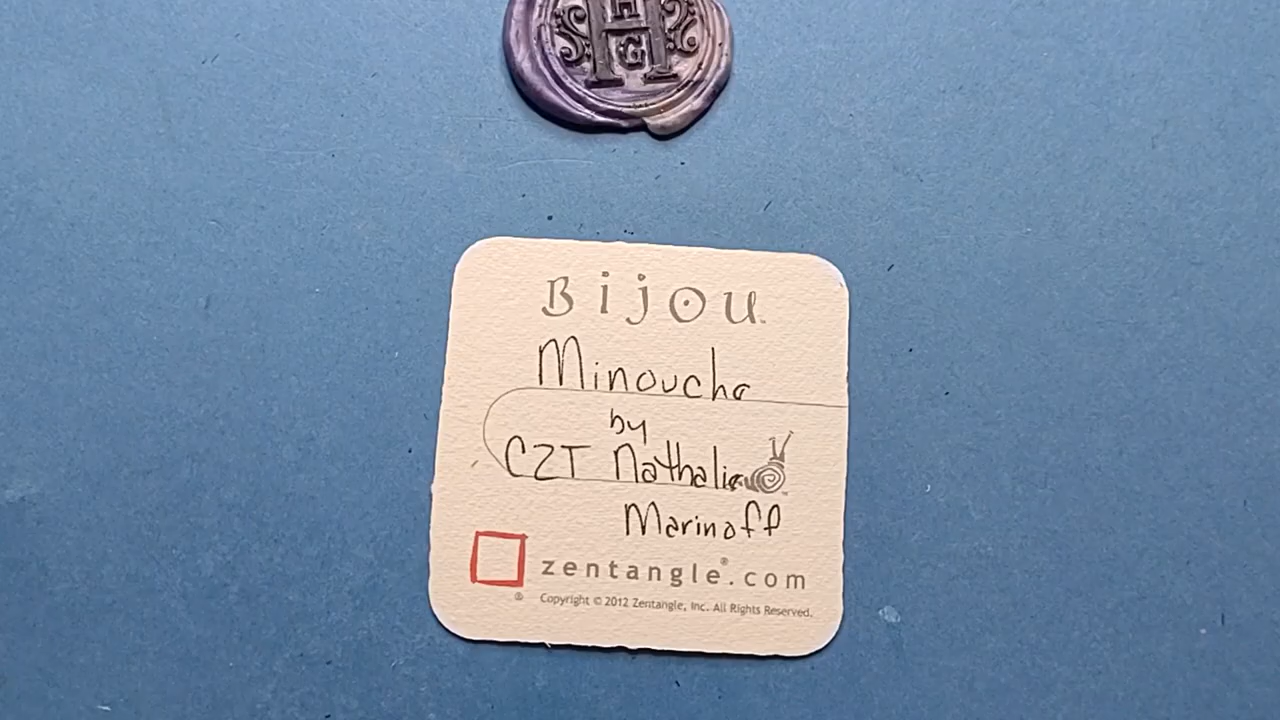 H
H
G
Bijou
Minoucha
by
CZT Nathalie
Marinoff
zentangle®.com
® Copyright © 2012 Zentangle, Inc. All Rights Reserved.